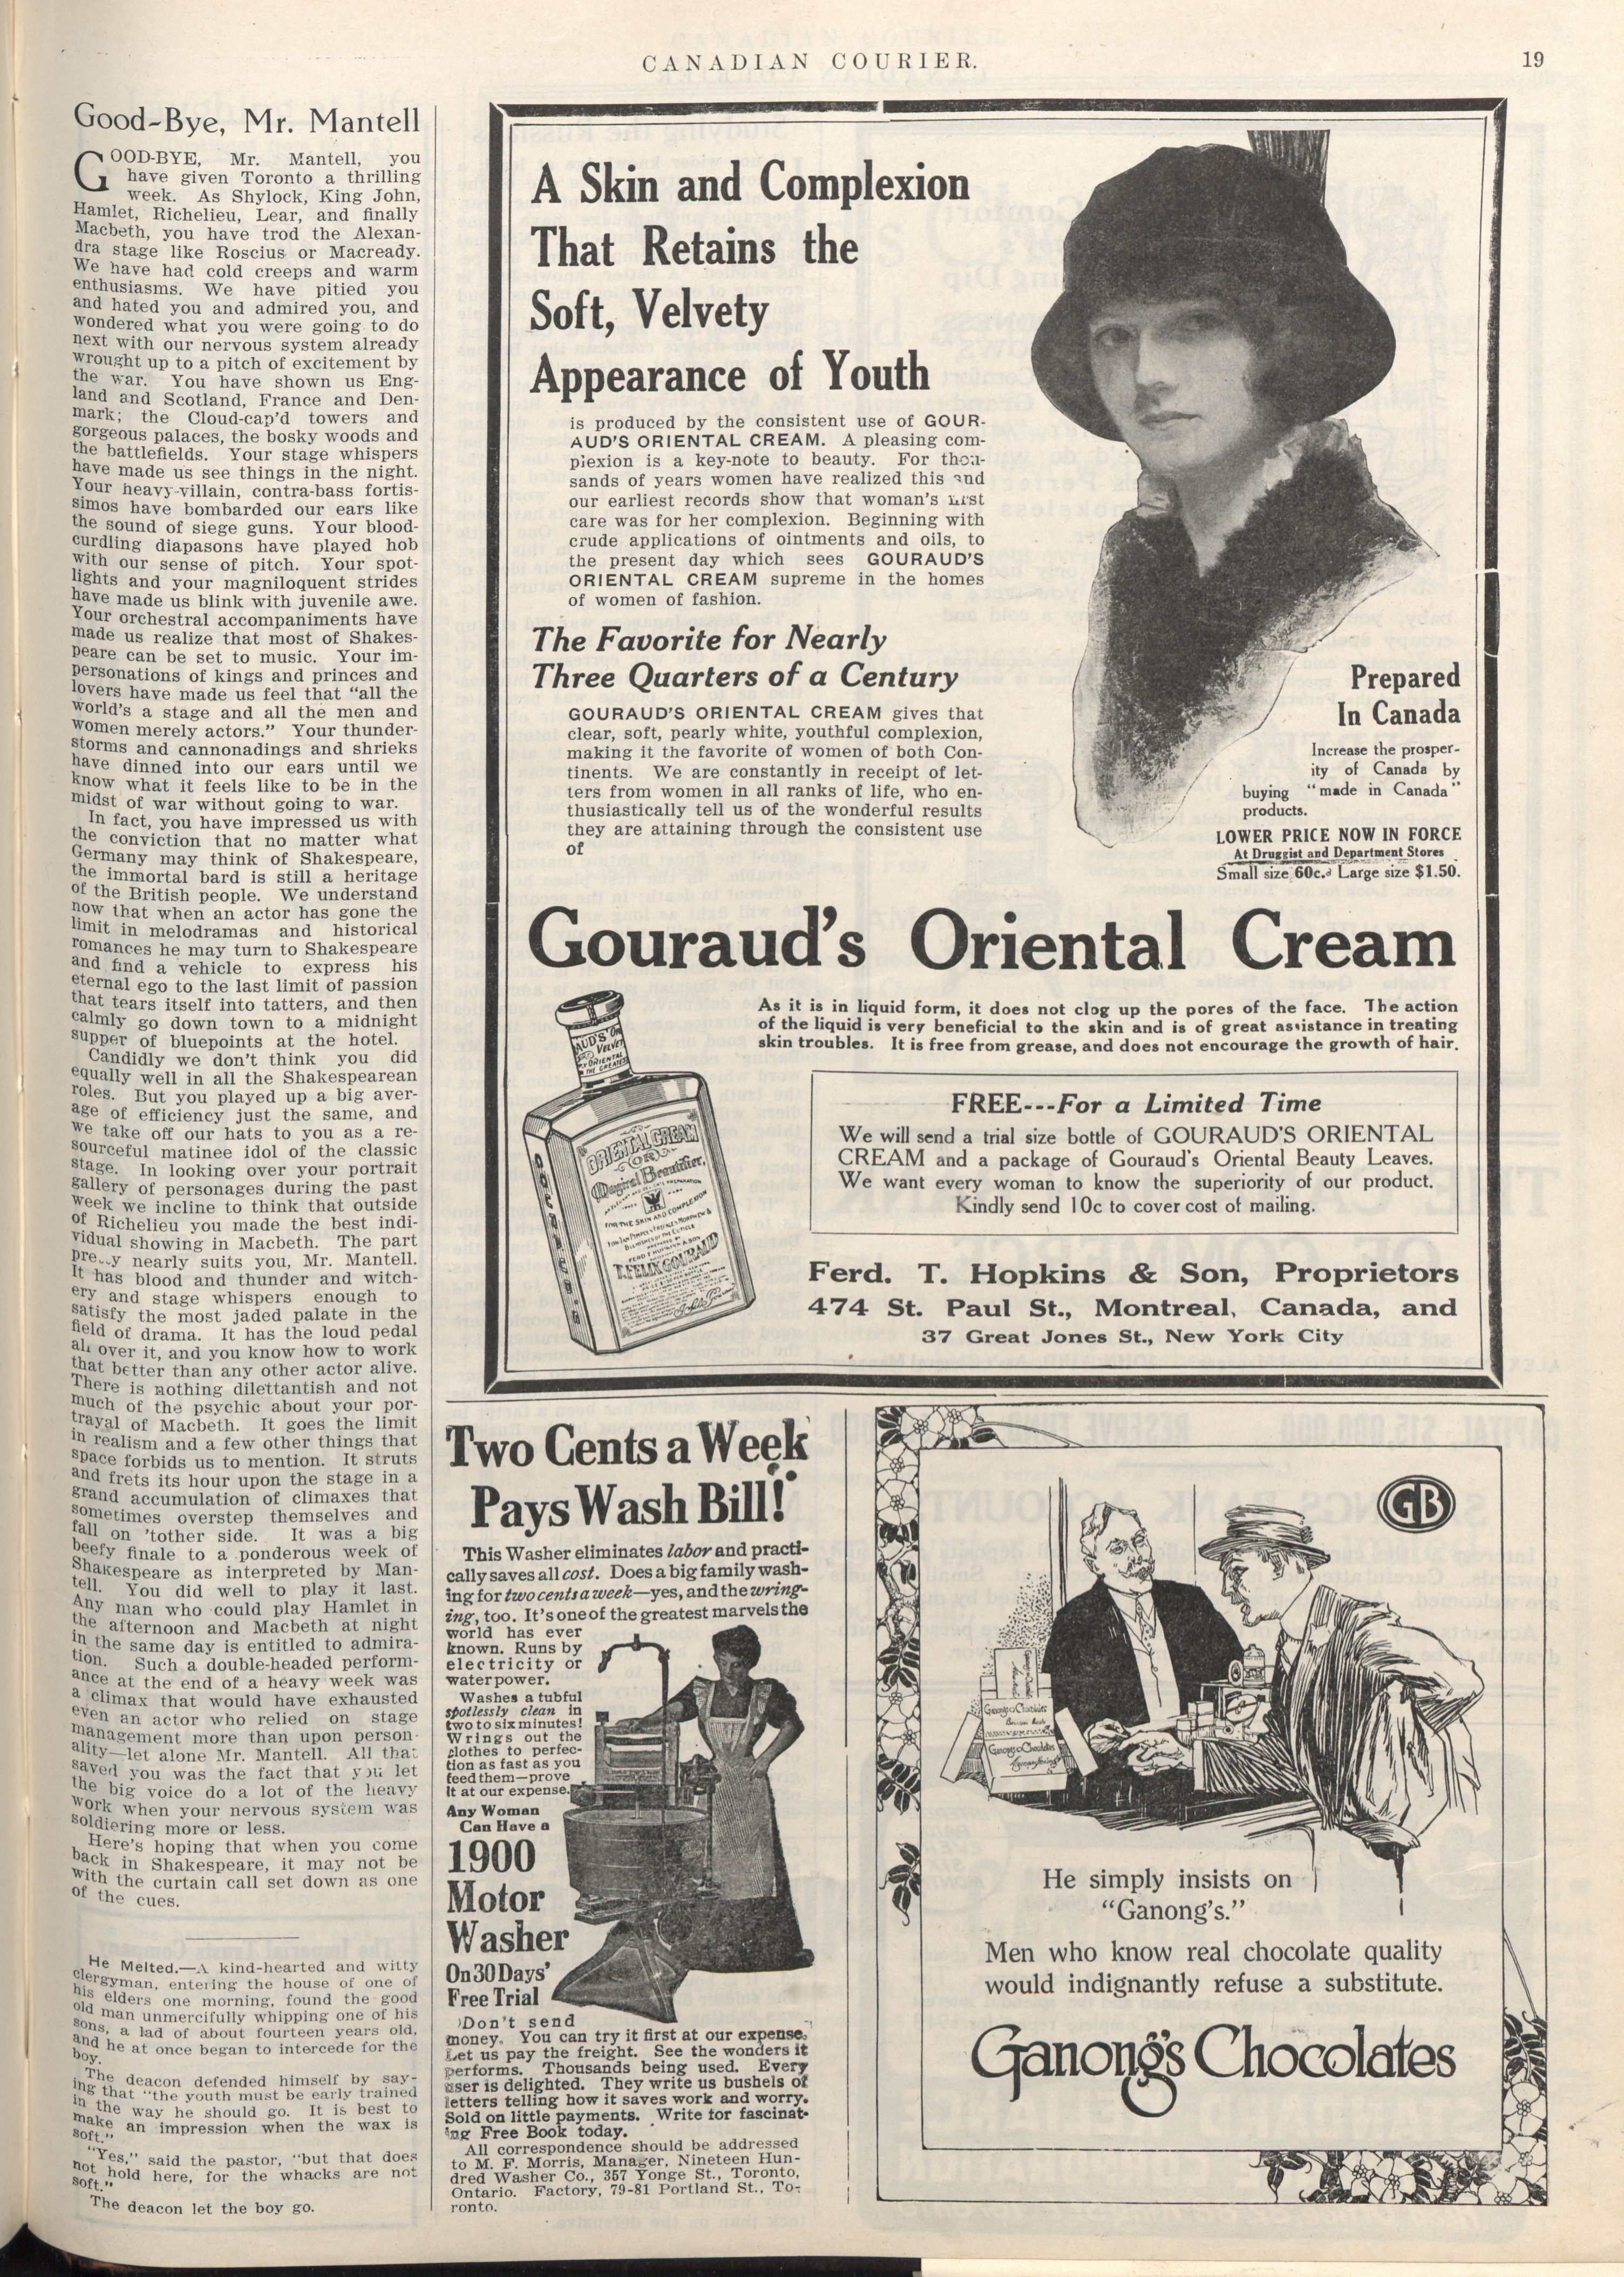 CANADIAN COURIER.
19
Good-Bye, Mr. Mantell
GOOD-BYE, Mr. Mantell, you
have given Toronto a thrilling
week. As Shylock, King John,
Hamlet, Richelieu, Lear, and finally
Macbeth, you have trod the Alexan-
dra stage like Roscius or Macready.
We have had cold creeps and warm
enthusiasms. We have pitied you
and hated you and admired you, and
wondered what you were going to do
next with our nervous system already
wrought up to a pitch of excitement by
the war. You have shown us Eng-
land and Scotland, France and Den-
mark; the Cloud-cap'd towers and
gorgeous palaces, the bosky woods and
the battlefields. Your stage whispers
have made us see things in the night.
Your heavy-villain, contra-bass fortis-
simos have bombarded our ears like
the sound of siege guns. Your blood-
curdling diapasons have played hob
with our sense of pitch. Your spot-
lights and your magniloquent strides
have made us blink with juvenile awe.
Your orchestral accompaniments have
made us realize that most of Shakes-
peare can be set to music. Your im-
personations of kings and princes and
lovers have made us feel that "all the
world's a stage and all the men and
women merely actors." Your thunder-
storms and cannonadings and shrieks
have dinned into our ears until we
know what it feels like to be in the
midst of war without going to war.
In fact, you have impressed us with
the conviction that no matter what
Germany may think of Shakespeare,
the immortal bard is still a heritage
of the British people. We understand
now that when an actor has gone the
limit in melodramas and historical
romances he may turn to Shakespeare
and find a vehicle to express his
eternal ego to the last limit of passion
that tears itself into tatters, and then
calmly go down town to a midnight
supper of bluepoints at the hotel.
Candidly we don't think you did
equally well in all the Shakespearean
roles. But you played up a big aver-
age of efficiency just the same, and
we take off our hats to you as a re-
sourceful matinee idol of the classic
stage. In looking over your portrait
gallery of personages during the past
week we incline to think that outside
of Richelieu you made the best indi-
vidual showing in Macbeth. The part
nearly suits you, Mr. Mantell.
It has blood and thunder and witch-
ery and stage whispers enough to
satisfy the most jaded palate in the
field of drama. It has the loud pedal
all over it, and you know how to work
that better than any other actor alive.
There is nothing dilettantish and not
much of the psychic about your por-
trayal of Macbeth. It goes the limit
in realism and a few other things that
space forbids us to mention. It struts
and frets its hour upon the stage in a
grand accumulation of climaxes that
sometimes overstep themselves and
fall on 'tother side. It was a big
beefy finale to a ponderous week of
Shakespeare as interpreted by Man-
tell. You did well to play it last.
Any man who could play Hamlet in
the afternoon and Macbeth at night
in the same day is entitled to admira-
tion. Such a double-headed perform-
ance at the end of a heavy week was
a climax that would have exhausted
even an actor who relied on stage
management more than upon person-
ality—let alone Mr. Mantell. All that
saved you was the fact that you let
the big voice do a lot of the heavy
work when your nervous system was
soldiering more or less.
Here's hoping that when you come
back in Shakespeare, it may not be
with the curtain call set down as one
of the cues.
He Melted.—A kind-hearted and witty
clergyman, entering the house of one of
his elders one morning, found the good
old man unmercifully whipping one of his
sons, a lad of about fourteen years old,
and he at once began to intercede for the
boy.
The deacon defended himself by say-
ing that "the youth must be early trained
in the way he should go. It is best to
make an impression when the wax is
soft."
"Yes," said the pastor, "but that does
not hold here, for the whacks are not
soft."
The deacon let the boy go.
A Skin and Complexion
That Retains the
Soft, Velvety
Appearance of Youth
is produced by the consistent use of GOUR-
AUD'S ORIENTAL CREAM. A pleasing com-
plexion is a key-note to beauty. For thou-
sands of years women have realized this and
our earliest records show that woman's first
care was for her complexion. Beginning with
crude applications of ointments and oils, to
the present day which sees GOURAUD'S
ORIENTAL CREAM supreme in the homes
of women of fashion.
The Favorite for Nearly
Three Quarters of a Century
GOURAUD'S ORIENTAL CREAM gives that
clear, soft, pearly white, youthful complexion,
making it the favorite of women of both Con-
tinents. We are constantly in receipt of let-
ters from women in all ranks of life, who en-
thusiastically tell us of the wonderful results
they are attaining through the consistent use
of
Prepared
In Canada
Increase the prosper-
ity of Canada by
buying "made in Canada"
products.
LOWER PRICE NOW IN FORCE
At Druggist and Department Stores
Small size 60c. Large size $1.50.
Gouraud's Oriental Cream
As it is in liquid form, it does not clog up the pores of the face. The action
of the liquid is very beneficial to the skin and is of great assistance in treating
skin troubles. It is free from grease, and does not encourage the growth of hair.
ORIENTAL CREAM
OR
Magical Beautifier,
FOR THE SKIN AND COMPLEXION
T. FELIX GOURAUD
FREE---For a Limited Time
We will send a trial size bottle of GOURAUD'S ORIENTAL
CREAM and a package of Gouraud's Oriental Beauty Leaves.
We want every woman to know the superiority of our product.
Kindly send 10c to cover cost of mailing.
Ferd. T. Hopkins & Son, Proprietors
474 St. Paul St., Montreal, Canada, and
37 Great Jones St., New York City
Two Cents a Week
Pays Wash Bill!
This Washer eliminates labor and practi-
cally saves all cost. Does a big family wash-
ing for two cents a week—yes, and the wring-
ing, too. It's one of the greatest marvels the
world has ever
known. Runs by
electricity or
water power.
Washes a tubful
spotlessly clean in
two to six minutes!
Wrings out the
clothes to perfec-
tion as fast as you
feed them—prove
it at our expense.
Any Woman
Can Have a
1900
Motor
Washer
On 30 Days'
Free Trial
Don't send
money. You can try it first at our expense.
Let us pay the freight. See the wonders it
performs. Thousands being used. Every
user is delighted. They write us bushels of
letters telling how it saves work and worry.
Sold on little payments. Write for fascinat-
ing Free Book today.
All correspondence should be addressed
to M. F. Morris, Manager, Nineteen Hun-
dred Washer Co., 357 Yonge St., Toronto,
Ontario. Factory, 79-81 Portland St., To-
ronto.
GB
Ganong's Chocolates
Ganong's Chocolates
He simply insists on
"Ganong's."
Men who know real chocolate quality
would indignantly refuse a substitute.
Ganong's Chocolates